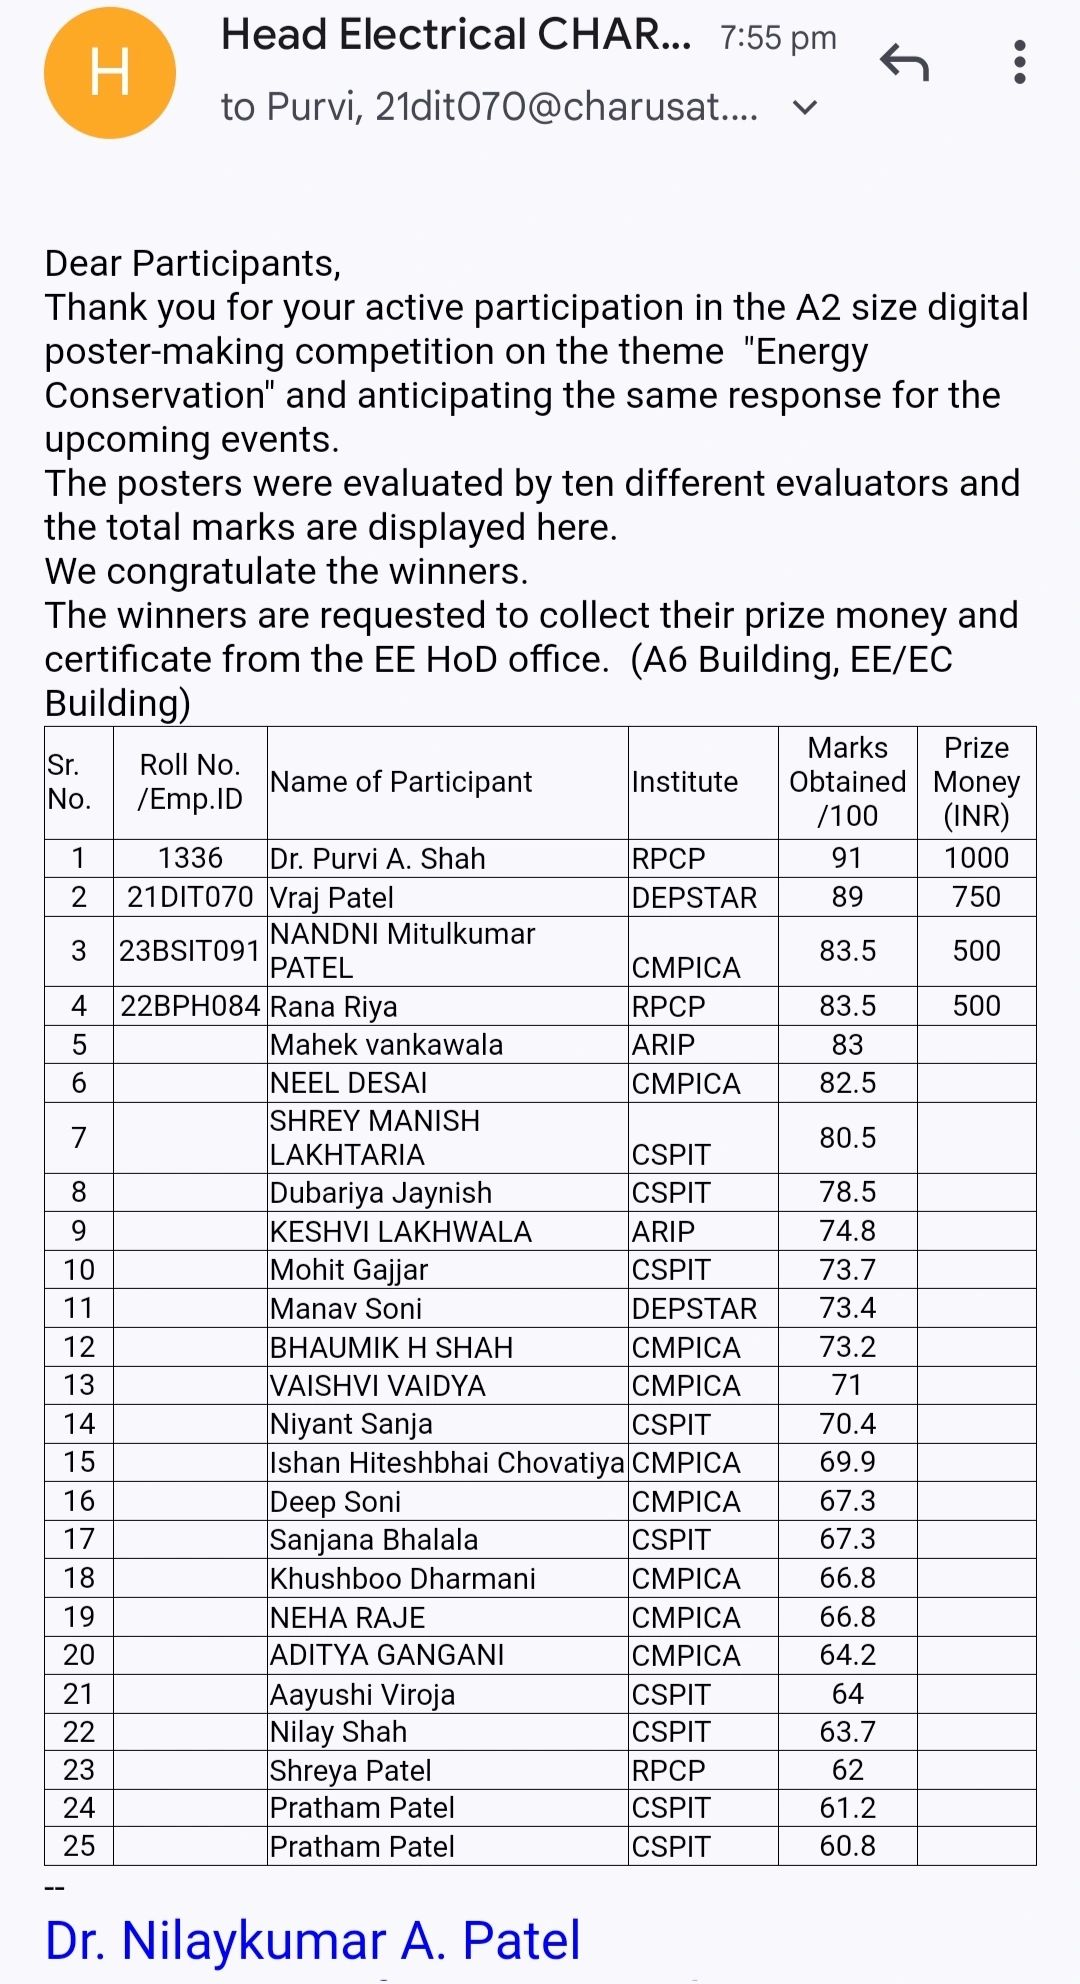 H
Head Electrical CHAR... 7:55 pm
to Purvi, 21dit070@charusat....
Dear Participants,
Thank you for your active participation in the A2 size digital
poster-making competition on the theme  "Energy
Conservation" and anticipating the same response for the
upcoming events.
The posters were evaluated by ten different evaluators and
the total marks are displayed here.
We congratulate the winners.
The winners are requested to collect their prize money and
certificate from the EE HoD office.  (A6 Building, EE/EC
Building)
Sr. No. Roll No. /Emp.ID Name of Participant Institute Marks Obtained /100 Prize Money (INR)
1 1336 Dr. Purvi A. Shah RPCP 91 1000
2 21DIT070 Vraj Patel DEPSTAR 89 750
3 23BSIT091 NANDNI Mitulkumar PATEL CMPICA 83.5 500
4 22BPH084 Rana Riya RPCP 83.5 500
5 Mahek vankawala ARIP 83
6 NEEL DESAI CMPICA 82.5
7 SHREY MANISH LAKHTARIA CSPIT 80.5
8 Dubariya Jaynish CSPIT 78.5
9 KESHVI LAKHWALA ARIP 74.8
10 Mohit Gajjar CSPIT 73.7
11 Manav Soni DEPSTAR 73.4
12 BHAUMIK H SHAH CMPICA 73.2
13 VAISHVI VAIDYA CMPICA 71
14 Niyant Sanja CSPIT 70.4
15 Ishan Hiteshbhai Chovatiya CMPICA 69.9
16 Deep Soni CMPICA 67.3
17 Sanjana Bhalala CSPIT 67.3
18 Khushboo Dharmani CMPICA 66.8
19 NEHA RAJE CMPICA 66.8
20 ADITYA GANGANI CMPICA 64.2
21 Aayushi Viroja CSPIT 64
22 Nilay Shah CSPIT 63.7
23 Shreya Patel RPCP 62
24 Pratham Patel CSPIT 61.2
25 Pratham Patel CSPIT 60.8
--
Dr. Nilaykumar A. Patel